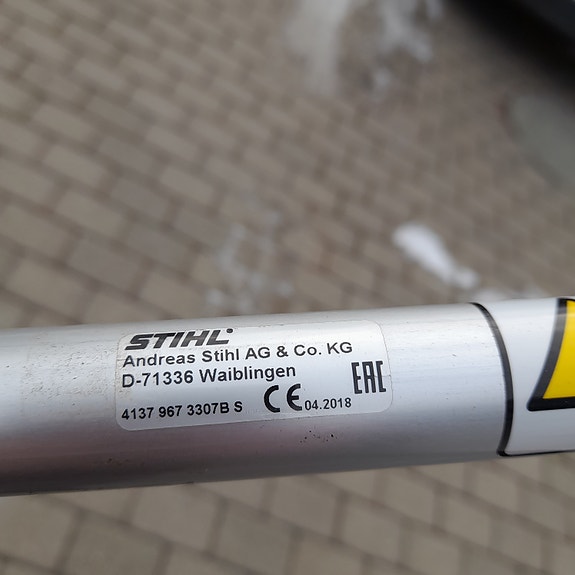 STIHL®
Andreas Stihl AG & Co. KG
D-71336 Waiblingen
EAC
4137 967 3307B S CE 04.2018